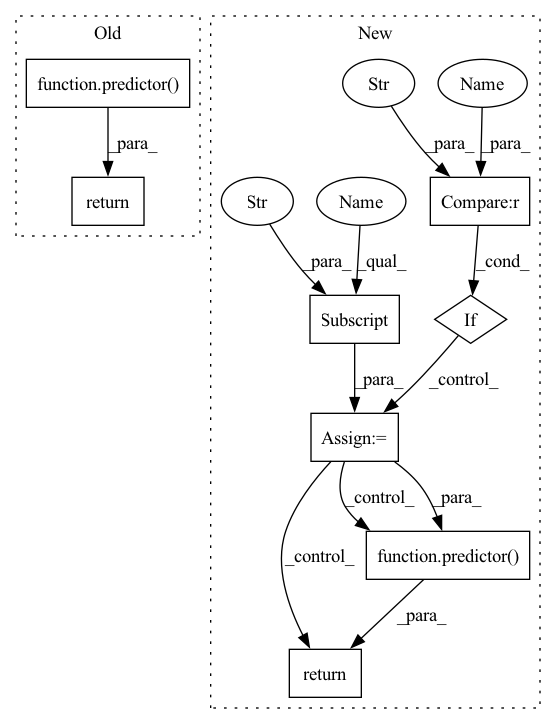 Old
New
function.predictor()
Str
Name
_para_
_para_
_para_
return
Str
Name
Compare:r
_para_
_qual_
_cond_
Subscript
If
_para_
_control_
Assign:=
_control_
_para_
_control_
function.predictor()
_para_
return